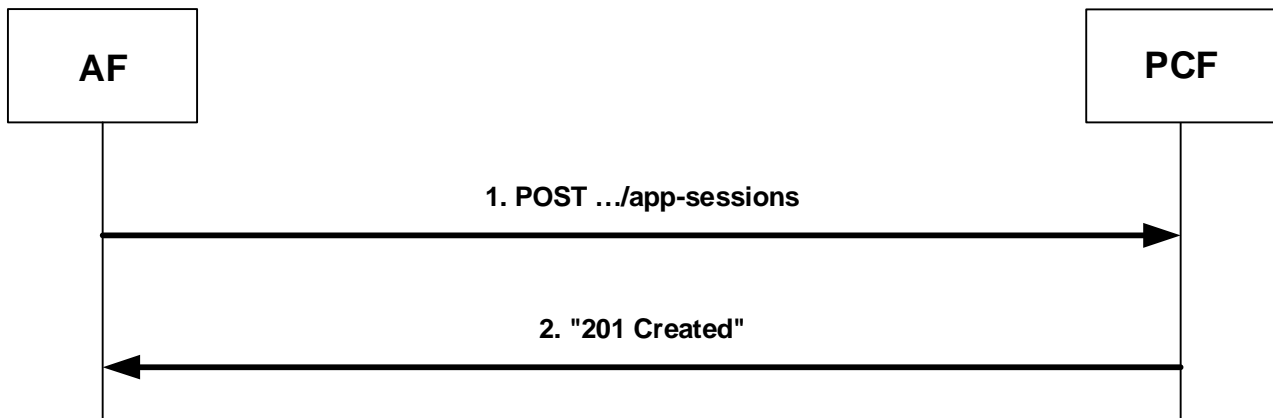 AF
PCF
1. POST …/app-sessions
2. "201 Created"